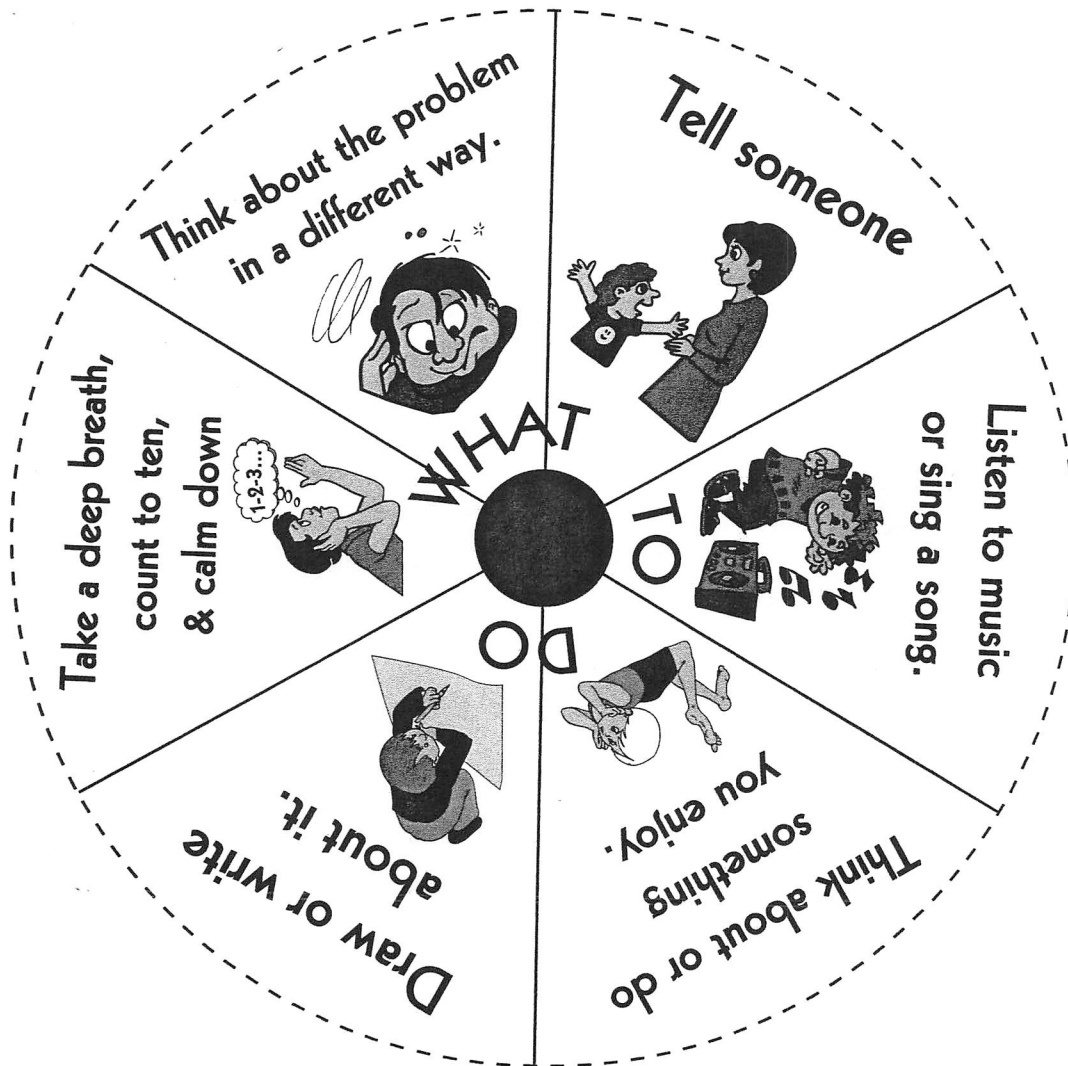 WHAT
TO
DO
Tell someone
Listen to music
or sing a song.
Think about or do
something
you enjoy.
Draw or write
about it.
Take a deep breath,
count to ten,
& calm down
1-2-3...
Think about the problem
in a different way.